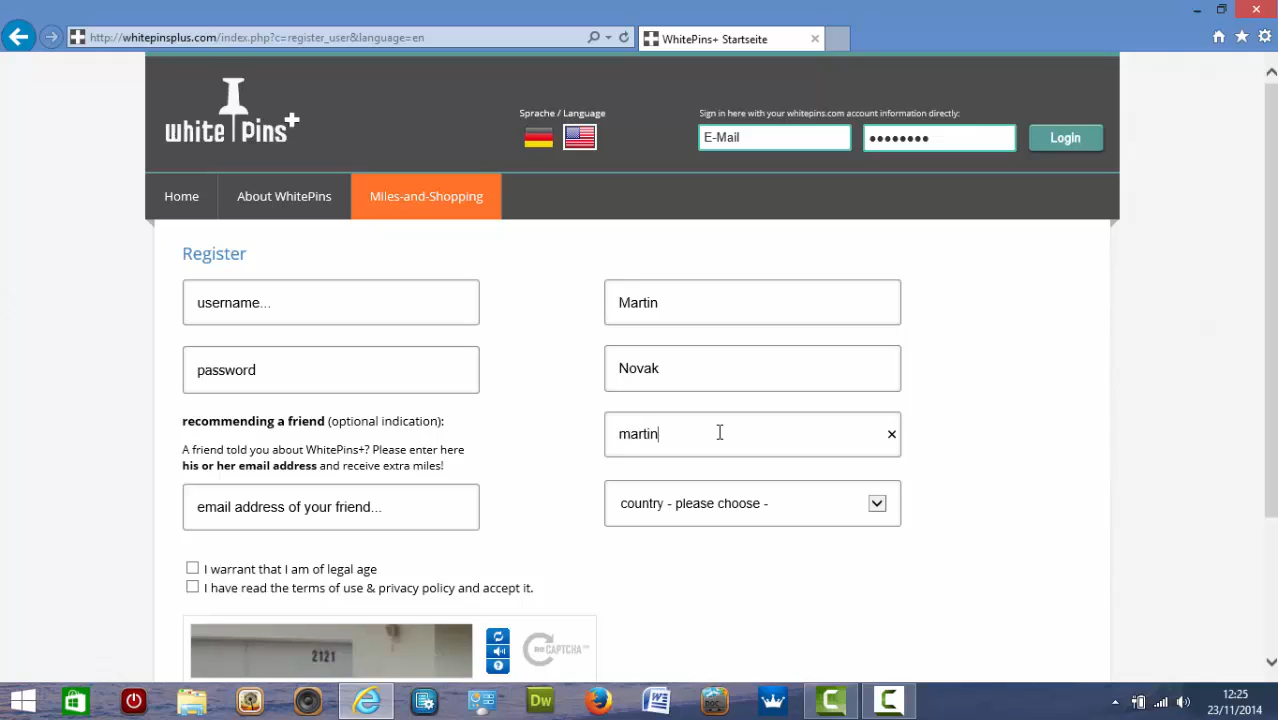 http://whitepinsplus.com/index.php?c=register_user&language=en
WhitePins+ Startseite
white Pins+
Sprache / Language
Sign in here with your whitepins.com account information directly:
E-Mail
••••••••
Login
Home
About WhitePins
Miles-and-Shopping
Register
username...
Martin
password
Novak
recommending a friend (optional indication):
A friend told you about WhitePins+? Please enter here
his or her email address and receive extra miles!
martin
email address of your friend...
country - please choose -
I warrant that I am of legal age
I have read the terms of use & privacy policy and accept it.
2121
reCAPTCHA™
Dw
12:25
23/11/2014